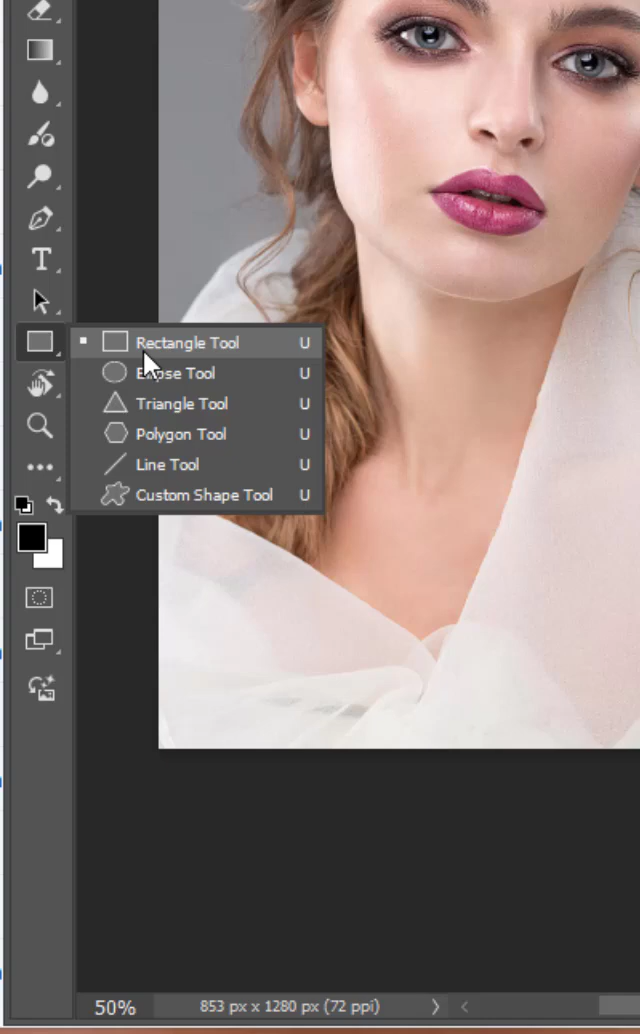 T
Rectangle Tool U
Ellipse Tool U
Triangle Tool U
Polygon Tool U
Line Tool U
Custom Shape Tool U
50% 853 px x 1280 px (72 ppi)